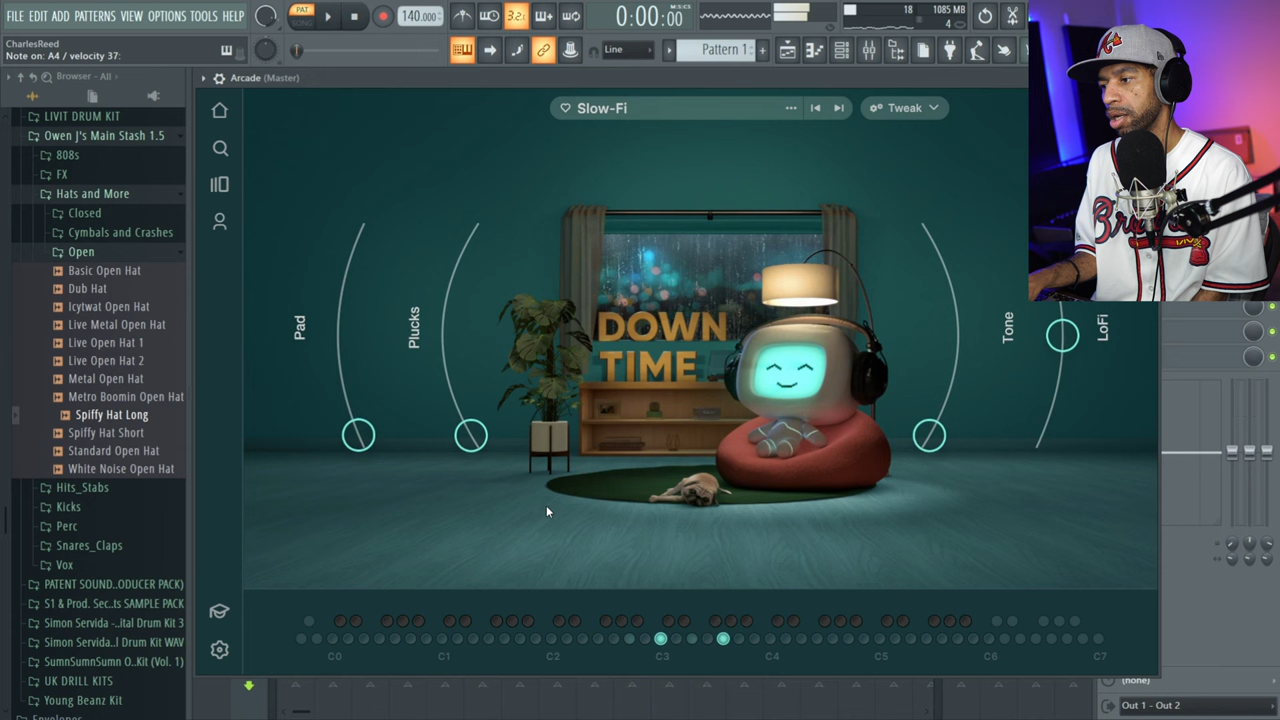 FILE EDIT ADD PATTERNS VIEW OPTIONS TOOLS HELP
PAT
SONG
140.000
3.2.
0:00:00
M:S:CS
18
1085 MB
4
CharlesReed
Note on: A4 / velocity 37:
Line
Pattern 1
Browser - All
Arcade (Master)
LIVIT DRUM KIT
Owen J's Main Stash 1.5
808s
FX
Hats and More
Closed
Cymbals and Crashes
Open
Basic Open Hat
Dub Hat
Icytwat Open Hat
Live Metal Open Hat
Live Open Hat 1
Live Open Hat 2
Metal Open Hat
Metro Boomin Open Hat
Spiffy Hat Long
Spiffy Hat Short
Standard Open Hat
White Noise Open Hat
Hits_Stabs
Kicks
Perc
Snares_Claps
Vox
PATENT SOUND..ODUCER PACK)
S1 & Prod. Sec..ts SAMPLE PACK
Simon Servida -..ital Drum Kit 3
Simon Servida..l Drum Kit WAV
SumnSumnSumn O..Kit (Vol. 1)
UK DRILL KITS
Young Beanz Kit
Envelopes
Slow-Fi
Tweak
Pad
Plucks
DOWN
TIME
Tone
LoFi
C0 C1 C2 C3 C4 C5 C6 C7
(none)
Out 1 - Out 2